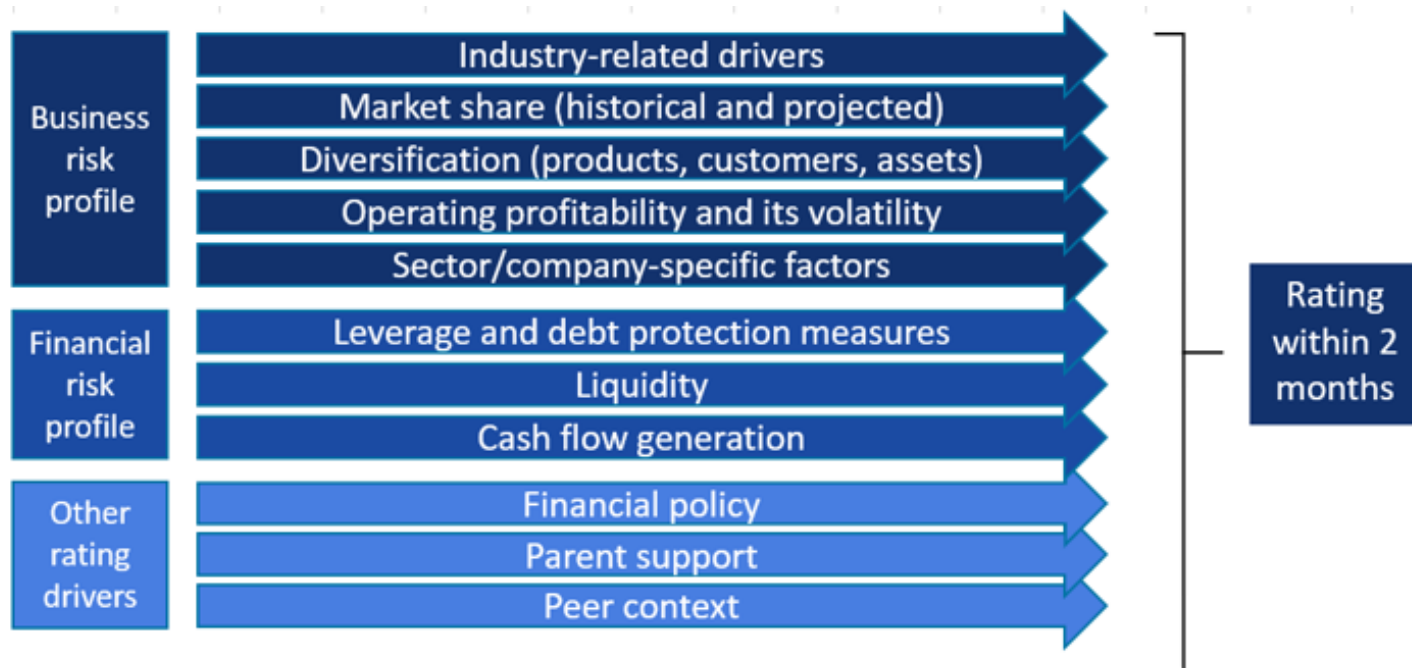 Business
risk
profile
Industry-related drivers
Market share (historical and projected)
Diversification (products, customers, assets)
Operating profitability and its volatility
Sector/company-specific factors
Financial
risk
profile
Leverage and debt protection measures
Liquidity
Cash flow generation
Other
rating
drivers
Financial policy
Parent support
Peer context
Rating
within 2
months